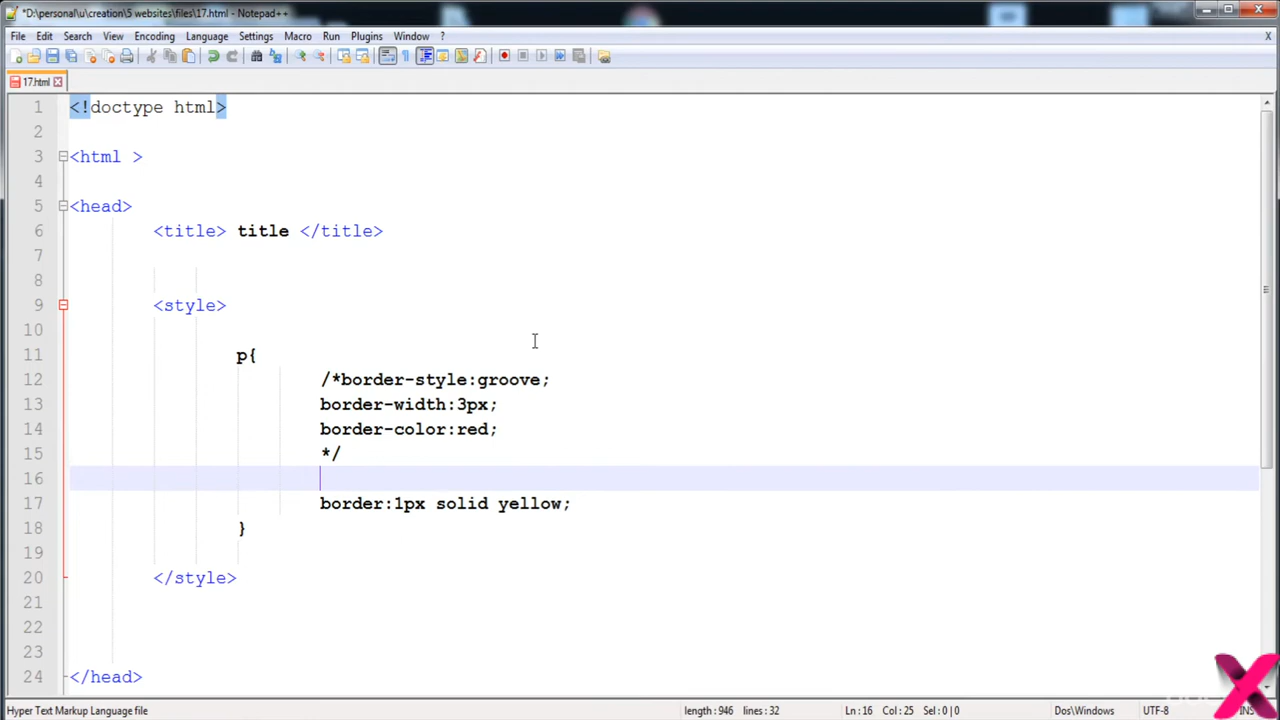 *D:\personal\u\creation\5 websites\files\17.html - Notepad++
File Edit Search View Encoding Language Settings Macro Run Plugins Window ? X
17.html
1 <!doctype html>
2
3 <html >
4
5 <head>
6 <title> title </title>
7
8
9 <style>
10
11 p{
12 /*border-style:groove;
13 border-width:3px;
14 border-color:red;
15 */
16
17 border:1px solid yellow;
18 }
19
20 </style>
21
22
23
24 </head>
Hyper Text Markup Language file length : 946 lines : 32 Ln : 16 Col : 25 Sel : 0 | 0 Dos\Windows UTF-8 INS